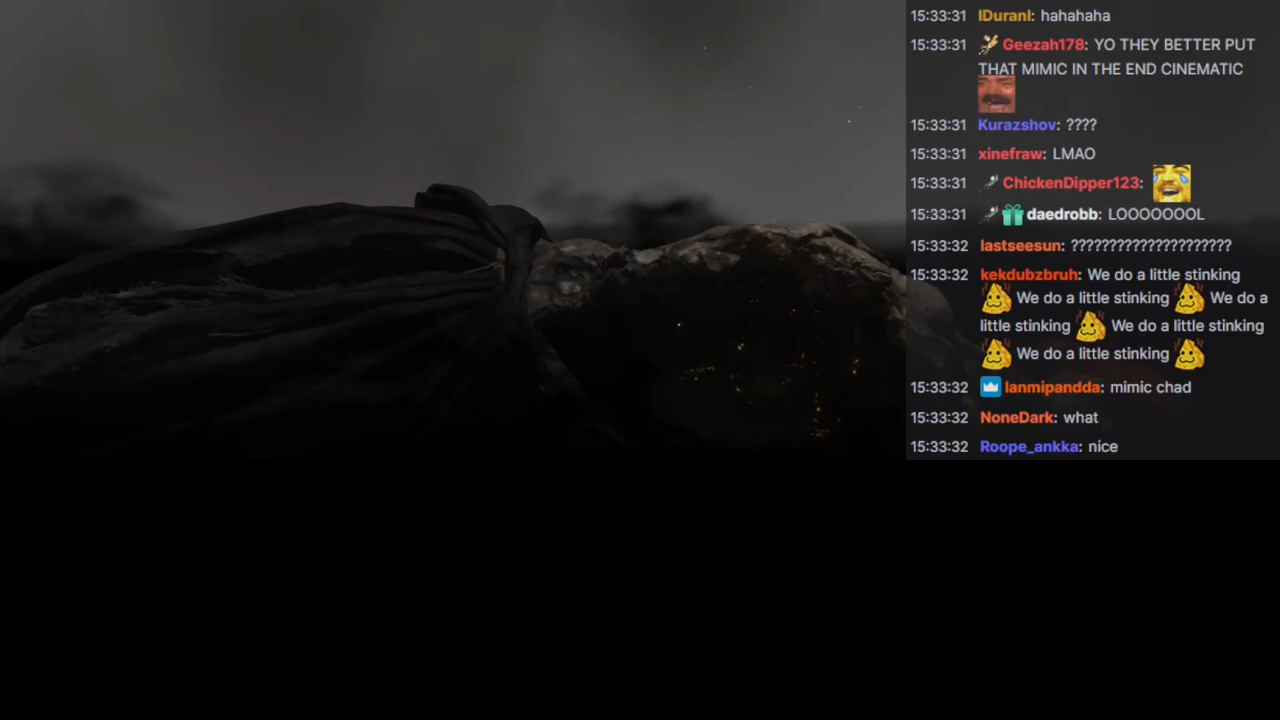 15:33:31 IDuranI: hahahaha
15:33:31 Geezah178: YO THEY BETTER PUT
THAT MIMIC IN THE END CINEMATIC
15:33:31 Kurazshov: ????
15:33:31 xinefraw: LMAO
15:33:31 ChickenDipper123:
15:33:31 daedrobb: LOOOOOOOL
15:33:32 lastseesun: ????????????????????
15:33:32 kekdubzbruh: We do a little stinking
We do a little stinking We do a
little stinking We do a little stinking
We do a little stinking
15:33:32 Ianmipandda: mimic chad
15:33:32 NoneDark: what
15:33:32 Roope_ankka: nice